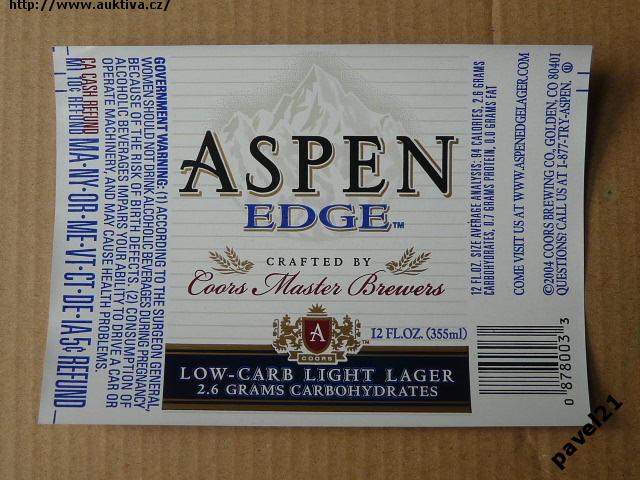 http://www.auktiva.cz/
CA CASH REFUND
MI 10¢ REFUND MA·NY·OR·ME·VT·CT·DE·IA 5¢ REFUND
GOVERNMENT WARNING: (1) ACCORDING TO THE SURGEON GENERAL,
WOMEN SHOULD NOT DRINK ALCOHOLIC BEVERAGES DURING PREGNANCY
BECAUSE OF THE RISK OF BIRTH DEFECTS. (2) CONSUMPTION OF
ALCOHOLIC BEVERAGES IMPAIRS YOUR ABILITY TO DRIVE A CAR OR
OPERATE MACHINERY, AND MAY CAUSE HEALTH PROBLEMS.
ASPEN
EDGE™
CRAFTED BY
Coors Master Brewers
A
COORS
12 FL.OZ. (355ml)
LOW-CARB LIGHT LAGER
2.6 GRAMS CARBOHYDRATES
12 FL. OZ. SIZE AVERAGE ANALYSIS: 94 CALORIES, 2.6 GRAMS
CARBOHYDRATES, 0.7 GRAMS PROTEIN, 0.0 GRAMS FAT
COME VISIT US AT WWW.ASPENEDGELAGER.COM
©2004 COORS BREWING CO., GOLDEN, CO 80401
QUESTIONS? CALL US AT 1-877-TRY-ASPEN.
0 878003 3
pavel21